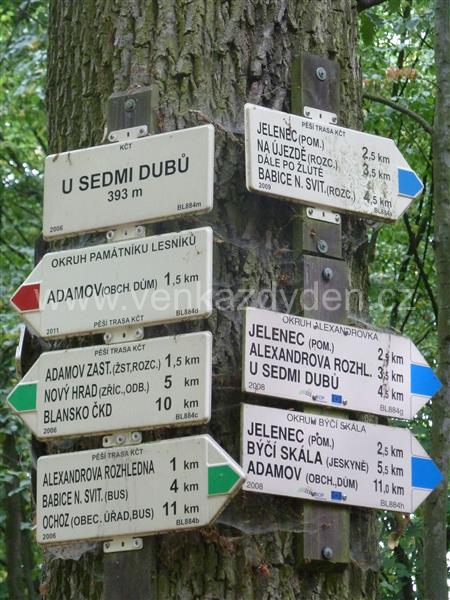 KČT
U SEDMI DUBŮ
393 m
2006 BL884m
OKRUH PAMÁTNÍKU LESNÍKŮ
ADAMOV(OBCH. DŮM) 1,5 km
2011 PĚŠÍ TRASA KČT BL884d
ADAMOV ZAST.(ŽST,ROZC.) 1,5 km
NOVÝ HRAD(ZŘÍC.,ODB.) 5 km
BLANSKO ČKD 10 km
2006 PĚŠÍ TRASA KČT BL884c
ALEXANDROVA ROZHLEDNA 1 km
BABICE N. SVIT.(BUS) 4 km
OCHOZ (OBEC. ÚŘAD,BUS) 11 km
2006 PĚŠÍ TRASA KČT BL884b
PĚŠÍ TRASA KČT
JELENEC(POM.) 2,5 km
NA ÚJEZDĚ(ROZC.) 3,5 km
DÁLE PO ŽLUTÉ
BABICE N. SVIT.(ROZC.) 4,5 km
2009
OKRUH ALEXANDROVKA
JELENEC (POM.) km
ALEXANDROVA ROZHL. km
U SEDMI DUBŮ 4,5 km
2008 BL884g
OKRUH BÝČÍ SKÁLA
JELENEC (POM.) 2,5 km
BÝČÍ SKÁLA (JESKYNĚ) 5,5 km
ADAMOV (OBCH. DŮM) 11,0 km
2008 BL884h
www.venkazdyden.cz